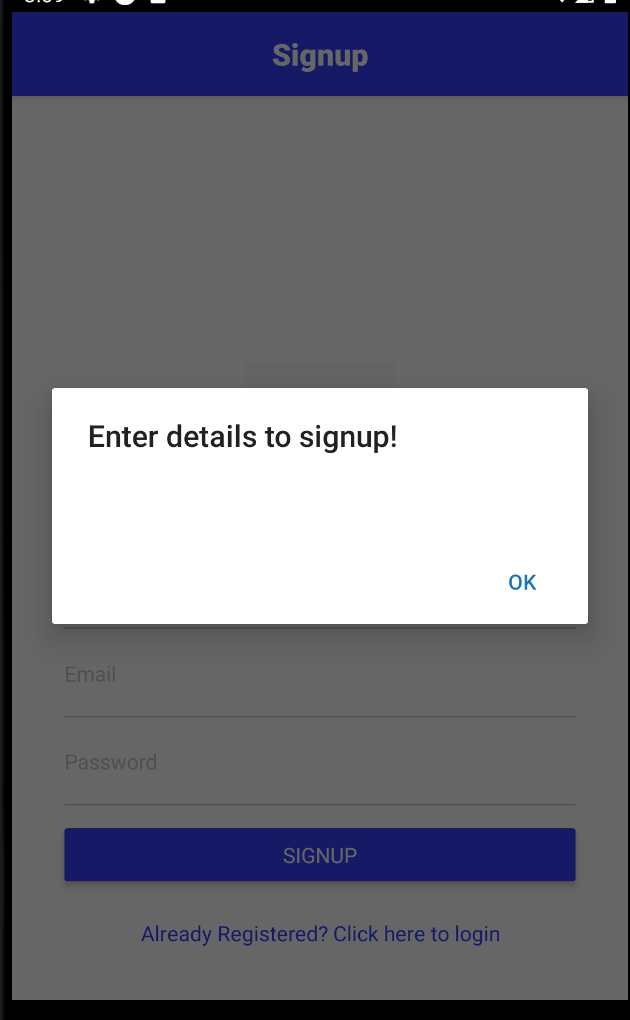 Signup
Enter details to signup!
OK
Email
Password
SIGNUP
Already Registered? Click here to login